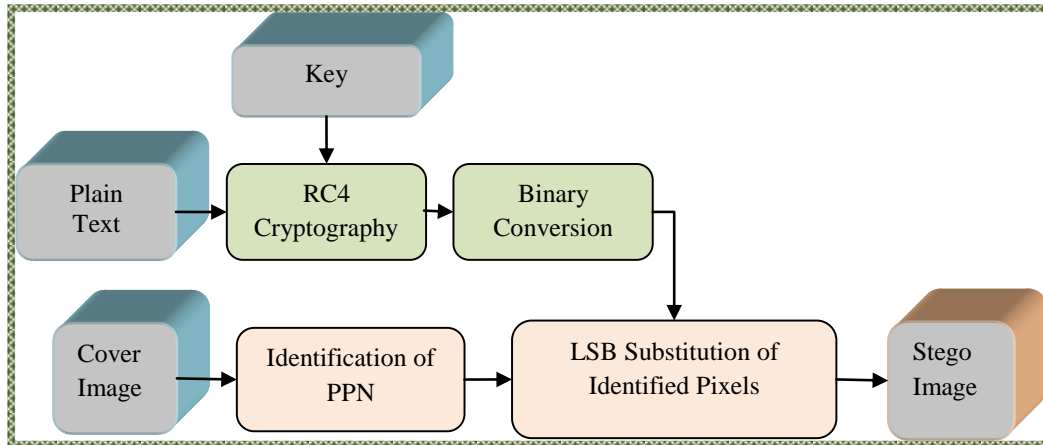 Key
Plain
Text
RC4
Cryptography
Binary
Conversion
Cover
Image
Identification of
PPN
LSB Substitution of
Identified Pixels
Stego
Image